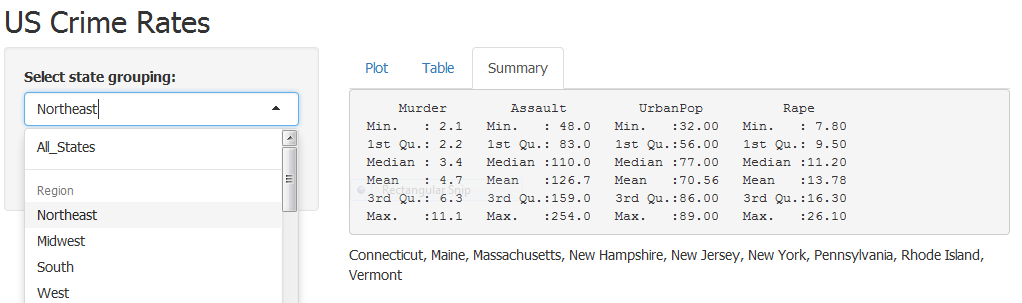 US Crime Rates
Select state grouping:
Northeast
All_States
Region
Northeast
Midwest
South
West
Plot Table Summary
Murder Assault UrbanPop Rape
Min. : 2.1 Min. : 48.0 Min. :32.00 Min. : 7.80
1st Qu.: 2.2 1st Qu.: 83.0 1st Qu.:56.00 1st Qu.: 9.50
Median : 3.4 Median :110.0 Median :77.00 Median :11.20
Mean : 4.7 Mean :126.7 Mean :70.56 Mean :13.78
Rectangular Snip
3rd Qu.: 6.3 3rd Qu.:159.0 3rd Qu.:86.00 3rd Qu.:16.30
Max. :11.1 Max. :254.0 Max. :89.00 Max. :26.10
Connecticut, Maine, Massachusetts, New Hampshire, New Jersey, New York, Pennsylvania, Rhode Island,
Vermont